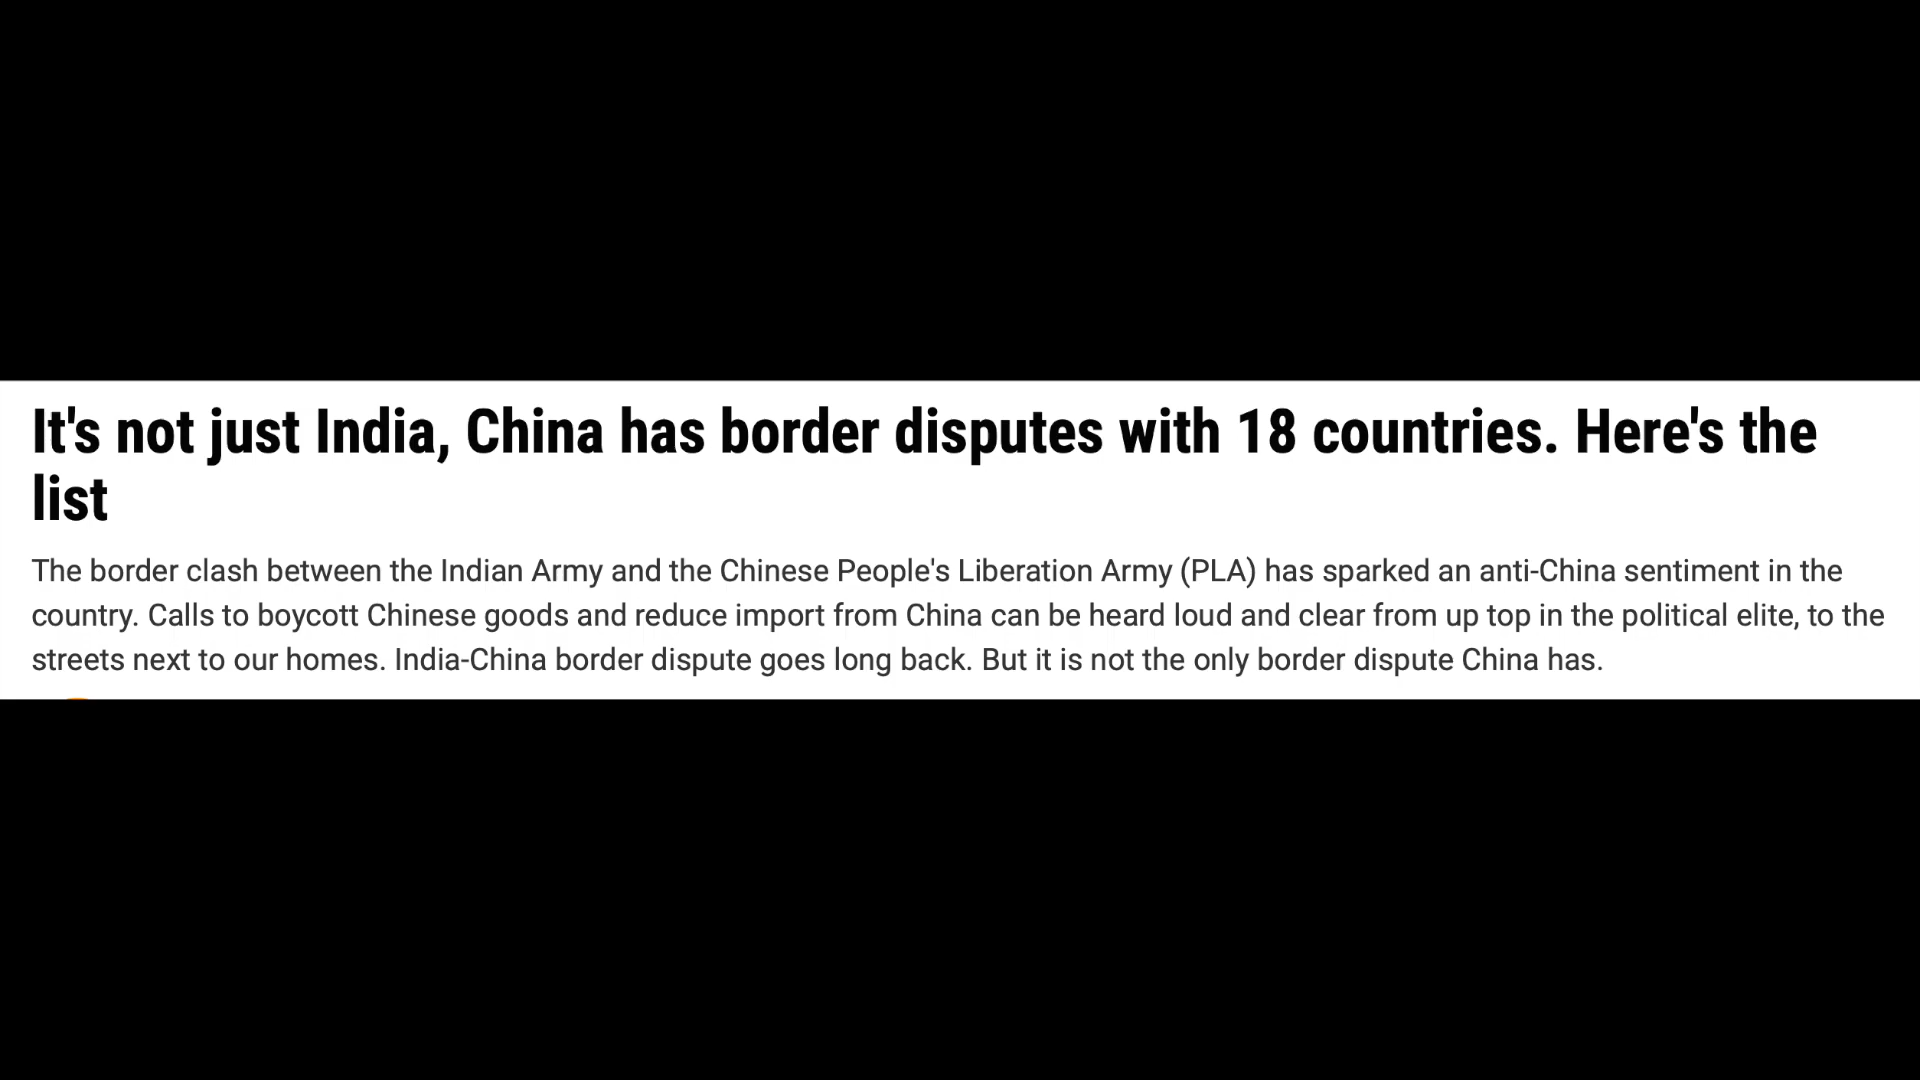 It's not just India, China has border disputes with 18 countries. Here's the
list
The border clash between the Indian Army and the Chinese People's Liberation Army (PLA) has sparked an anti-China sentiment in the
country. Calls to boycott Chinese goods and reduce import from China can be heard loud and clear from up top in the political elite, to the
streets next to our homes. India-China border dispute goes long back. But it is not the only border dispute China has.